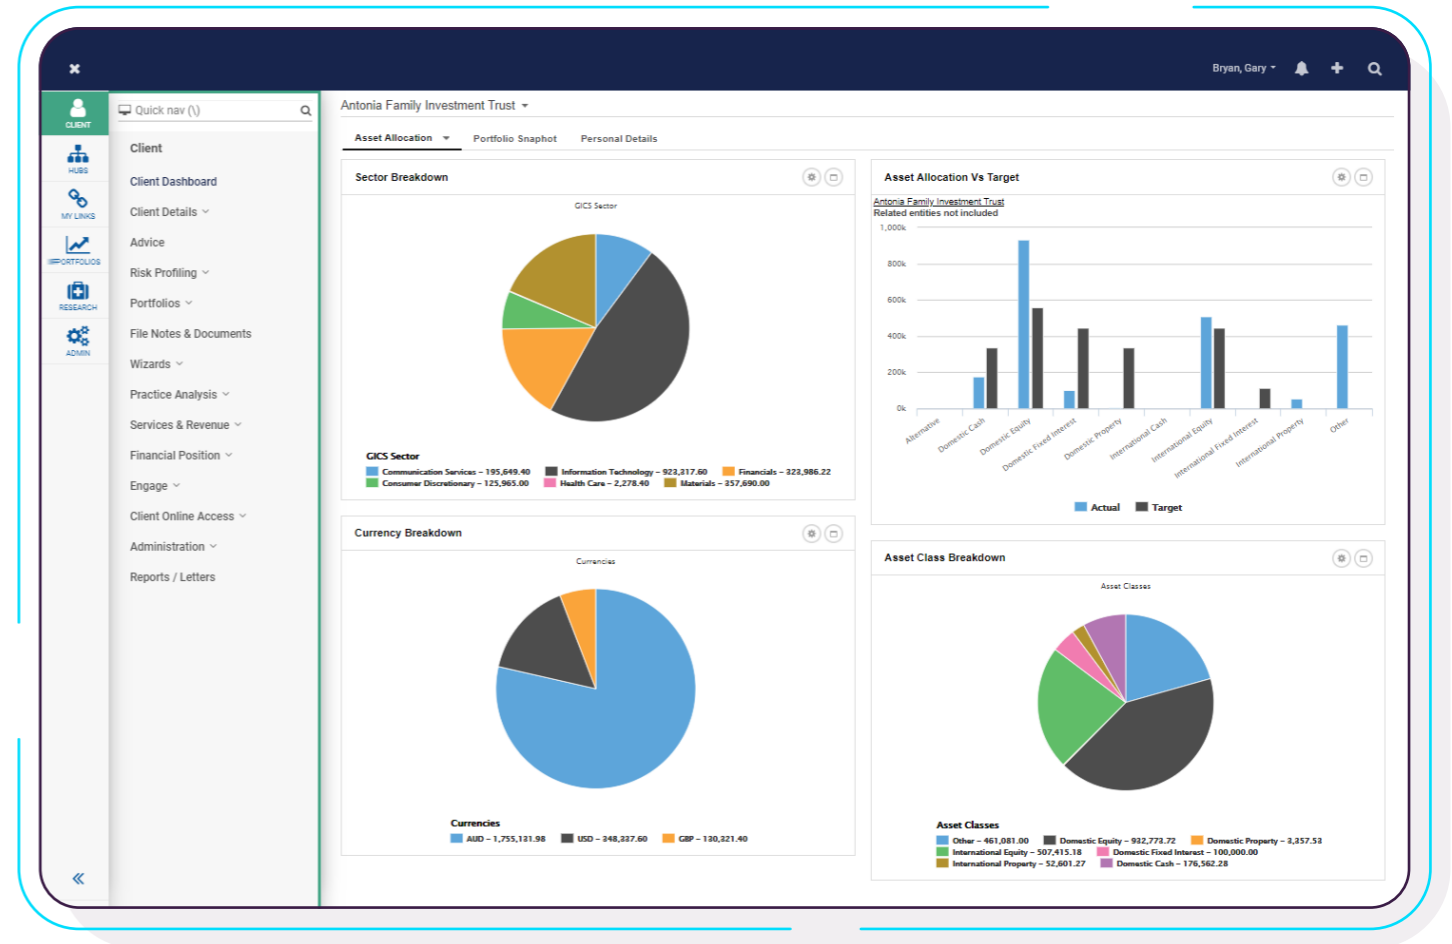 Bryan, Gary
CLIENT
HUBS
MY LINKS
RESEARCH
ADMIN
Quick nav (\)
Client
Client Dashboard
Client Details
Advice
Risk Profiling
Portfolios
File Notes & Documents
Wizards
Practice Analysis
Services & Revenue
Financial Position
Engage
Client Online Access
Administration
Reports / Letters
Antonia Family Investment Trust
Asset Allocation Portfolio Snaphot Personal Details
Sector Breakdown
GICS Sector
GICS Sector
Communication Services – 195,649.40 Information Technology – 923,317.60 Financials – 323,986.22
Consumer Discretionary – 125,965.00 Health Care – 2,278.40 Materials – 357,690.00
Asset Allocation Vs Target
Antonia Family Investment Trust
Related entities not included
1,000k
800k
600k
400k
200k
0k
Alternative
Domestic Cash
Domestic Equity
Domestic Fixed Interest
Domestic Property
International Cash
International Equity
International Fixed Interest
International Property
Other
Actual Target
Currency Breakdown
Currencies
Currencies
AUD – 1,755,131.98 USD – 348,337.60 GBP – 130,321.40
Asset Class Breakdown
Asset Classes
Asset Classes
Other – 461,081.00 Domestic Equity – 932,773.72 Domestic Property – 3,357.53
International Equity – 507,415.18 Domestic Fixed Interest – 100,000.00
International Property – 52,601.27 Domestic Cash – 176,562.28